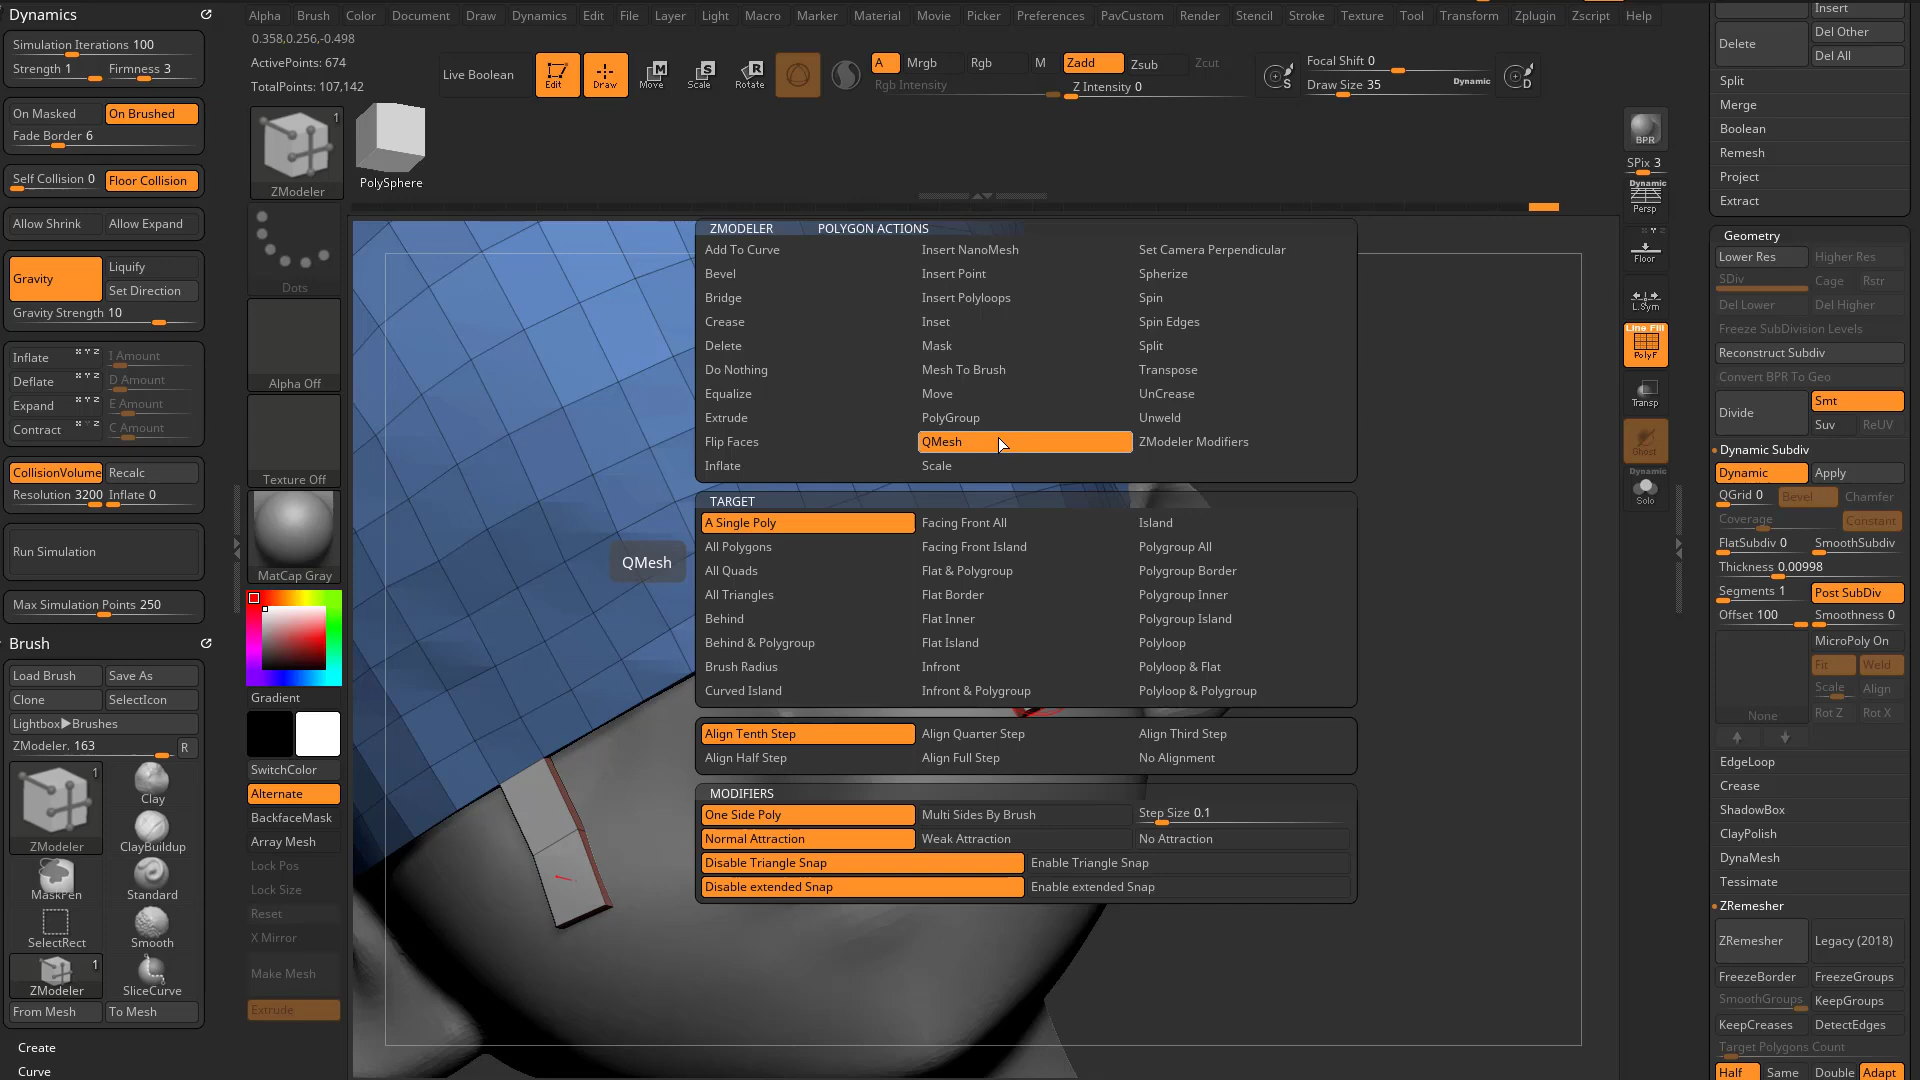 Dynamics
Simulation Iterations 100
Strength 1 Firmness 3
On Masked On Brushed
Fade Border 6
Self Collision 0 Floor Collision
Allow Shrink Allow Expand
Gravity Liquify
Set Direction
Gravity Strength 10
Inflate X Y Z I Amount
Deflate X Y Z D Amount
Expand X Y Z E Amount
Contract X Y Z C Amount
CollisionVolume Recalc
Resolution 3200 Inflate 0
Run Simulation
Max Simulation Points 250
Brush
Load Brush Save As
Clone SelectIcon
Lightbox▶Brushes
ZModeler. 163 R
1
ZModeler Clay
ClayBuildup
MaskPen Standard
SelectRect Smooth
1
ZModeler SliceCurve
From Mesh To Mesh
Create
Curve
Alpha Brush Color Document Draw Dynamics Edit File Layer Light Macro Marker Material Movie Picker Preferences PavCustom Render Stencil Stroke Texture Tool Transform Zplugin Zscript Help
0.358,0.256,-0.498
ActivePoints: 674
TotalPoints: 107,142
Live Boolean Edit Draw Move Scale Rotate
A Mrgb Rgb M Zadd Zsub Zcut
Rgb Intensity Z Intensity 0
S Focal Shift 0
Draw Size 35 Dynamic D
1
ZModeler PolySphere
Dots
Alpha Off
Texture Off
MatCap Gray
Gradient
SwitchColor
Alternate
BackfaceMask
Array Mesh
Lock Pos
Lock Size
Reset
X Mirror
Make Mesh
Extrude
QMesh
ZMODELER POLYGON ACTIONS
Add To Curve Insert NanoMesh Set Camera Perpendicular
Bevel Insert Point Spherize
Bridge Insert Polyloops Spin
Crease Inset Spin Edges
Delete Mask Split
Do Nothing Mesh To Brush Transpose
Equalize Move UnCrease
Extrude PolyGroup Unweld
Flip Faces QMesh ZModeler Modifiers
Inflate Scale
TARGET
A Single Poly Facing Front All Island
All Polygons Facing Front Island Polygroup All
All Quads Flat & Polygroup Polygroup Border
All Triangles Flat Border Polygroup Inner
Behind Flat Inner Polygroup Island
Behind & Polygroup Flat Island Polyloop
Brush Radius Infront Polyloop & Flat
Curved Island Infront & Polygroup Polyloop & Polygroup
Align Tenth Step Align Quarter Step Align Third Step
Align Half Step Align Full Step No Alignment
MODIFIERS
One Side Poly Multi Sides By Brush Step Size 0.1
Normal Attraction Weak Attraction No Attraction
Disable Triangle Snap Enable Triangle Snap
Disable extended Snap Enable extended Snap
BPR
SPix 3
Dynamic
Persp
Floor
L.Sym
Line Fill
PolyF
Transp
Ghost
Dynamic
Solo
Insert
Delete Del Other
Del All
Split
Merge
Boolean
Remesh
Project
Extract
Geometry
Lower Res Higher Res
SDiv Cage Rstr
Del Lower Del Higher
Freeze SubDivision Levels
Reconstruct Subdiv
Convert BPR To Geo
Divide Smt
Suv ReUV
Dynamic Subdiv
Dynamic Apply
QGrid 0 Bevel Chamfer
Coverage Constant
FlatSubdiv 0 SmoothSubdiv
Thickness 0.00998
Segments 1 Post SubDiv
Offset 100 Smoothness 0
MicroPoly On
Fit Weld
Scale Align
None Rot Z Rot X
EdgeLoop
Crease
ShadowBox
ClayPolish
DynaMesh
Tessimate
ZRemesher
ZRemesher Legacy (2018)
FreezeBorder FreezeGroups
SmoothGroups KeepGroups
KeepCreases DetectEdges
Target Polygons Count
Half Same Double Adapt